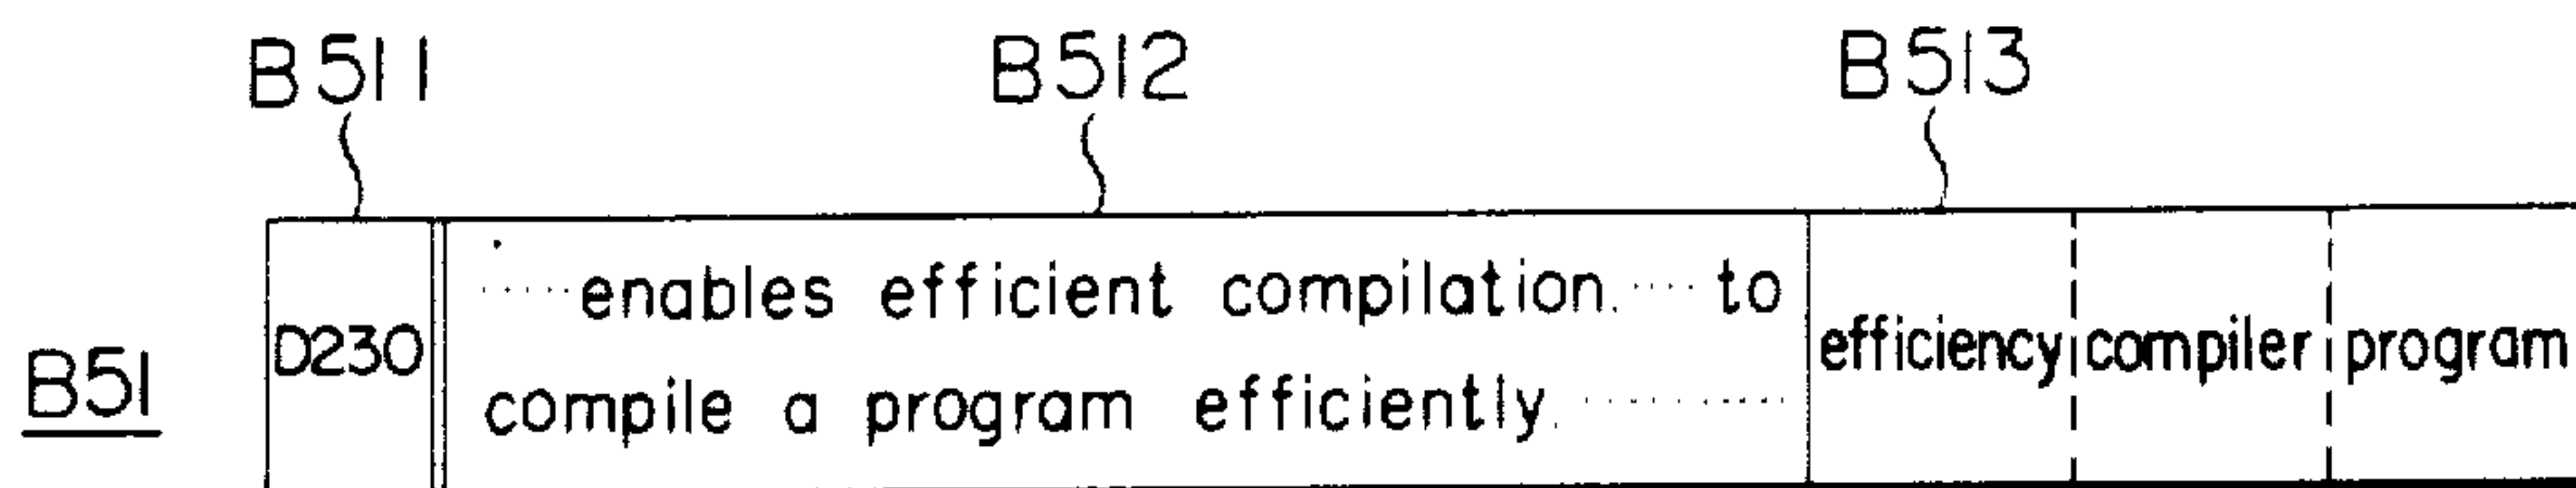 B511 B512 B513
·····enables efficient compilation.···· to
D230 efficiency compiler program
B51
compile a program efficiently.··········